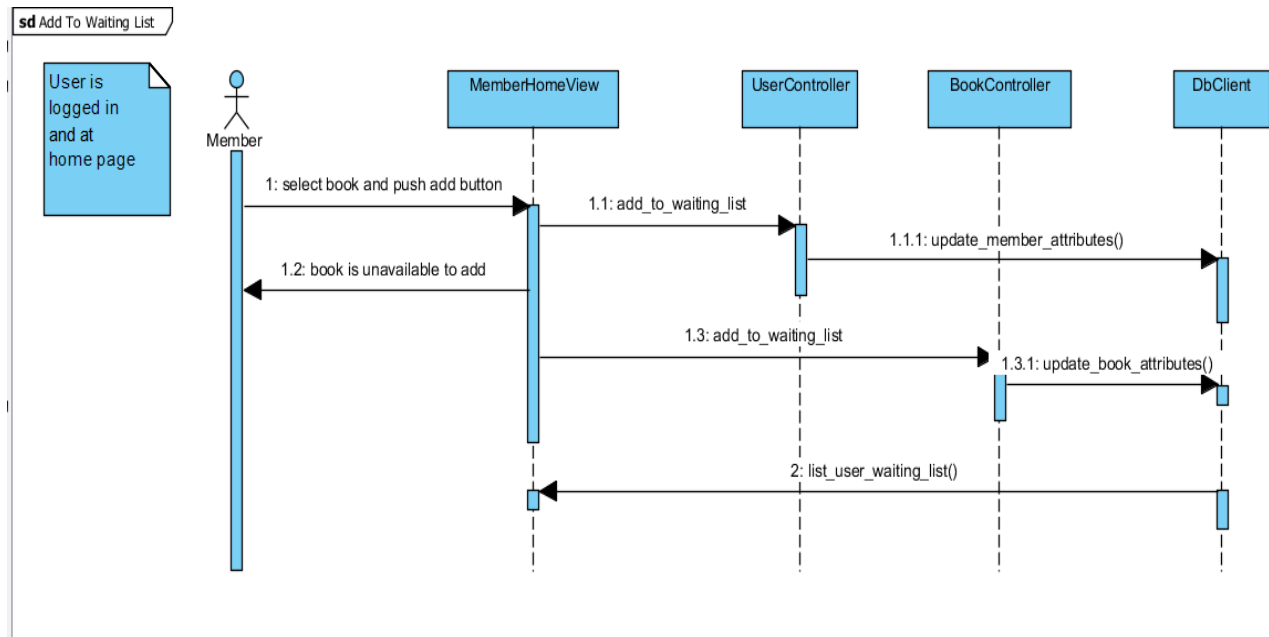 sd Add To Waiting List
User is
logged in
and at
home page
Member
MemberHomeView
UserController
BookController
DbClient
1: select book and push add button
1.1: add_to_waiting_list
1.1.1: update_member_attributes()
1.2: book is unavailable to add
1.3: add_to_waiting_list
1.3.1: update_book_attributes()
2: list_user_waiting_list()